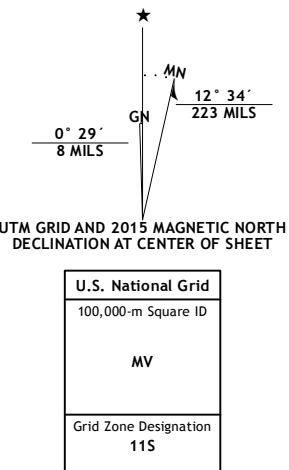 MN
GN
12° 34´
223 MILS
0° 29´
8 MILS
UTM GRID AND 2015 MAGNETIC NORTH
DECLINATION AT CENTER OF SHEET
U.S. National Grid
100,000-m Square ID
MV
Grid Zone Designation
11S